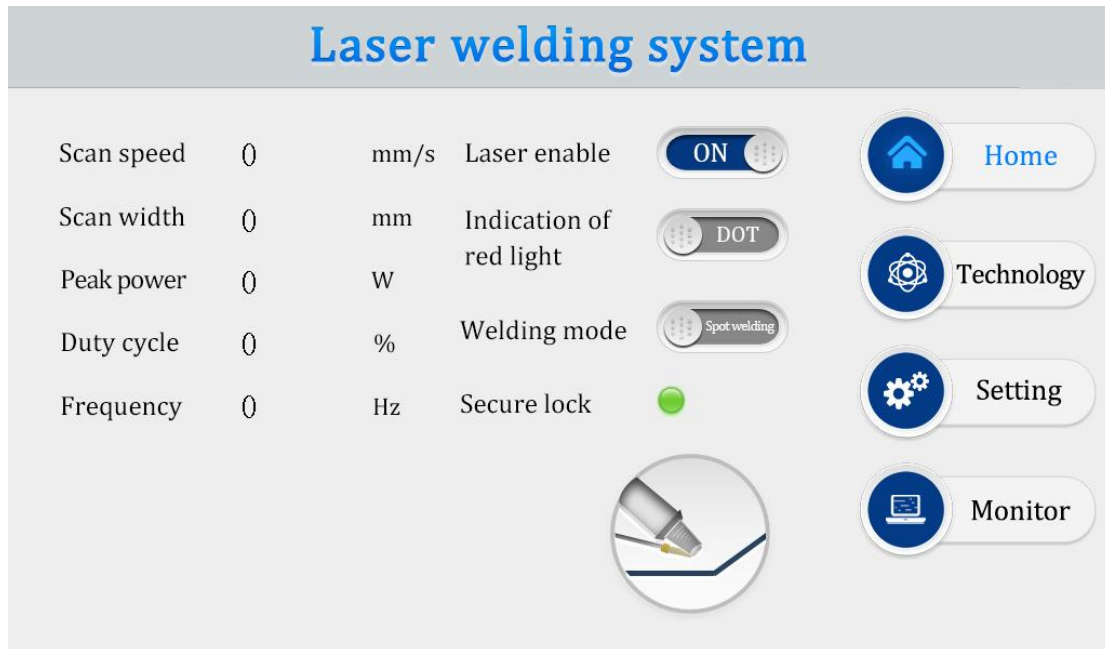 Laser welding system
Scan speed 0 mm/s
Scan width 0 mm
Peak power 0 W
Duty cycle 0 %
Frequency 0 Hz
Laser enable ON
Indication of
red light DOT
Welding mode Spot welding
Secure lock
Home
Technology
Setting
Monitor